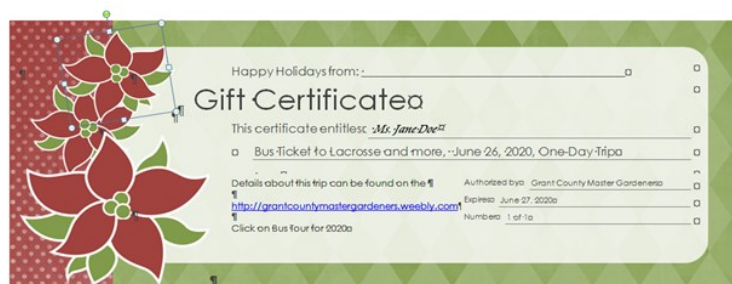 Happy Holidays from:
Gift Certificate
This certificate entitles: Ms. Jane Doe
Bus Ticket to Lacrosse and more, June 26, 2020, One-Day Trip
Details about this trip can be found on the
http://grantcountymastergardeners.weebly.com
Click on Bus Tour for 2020
Authorized by: Grant County Master Gardeners
Expires: June 27, 2020
Number: 1 of 1